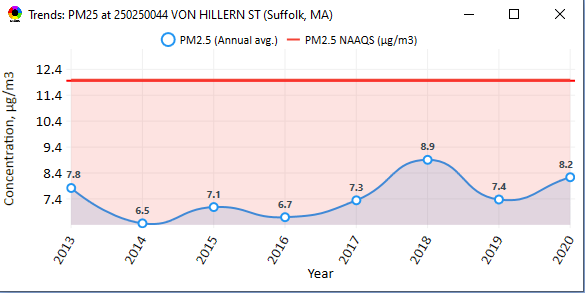 Trends: PM25 at 250250044 VON HILLERN ST (Suffolk, MA)
PM2.5 (Annual avg.) PM2.5 NAAQS (µg/m3)
Concentration, µg/m3
12.4
11.4
10.4
9.4
8.4
7.4
7.8
6.5
7.1
6.7
7.3
8.9
7.4
8.2
2013 2014 2015 2016 2017 2018 2019 2020
Year